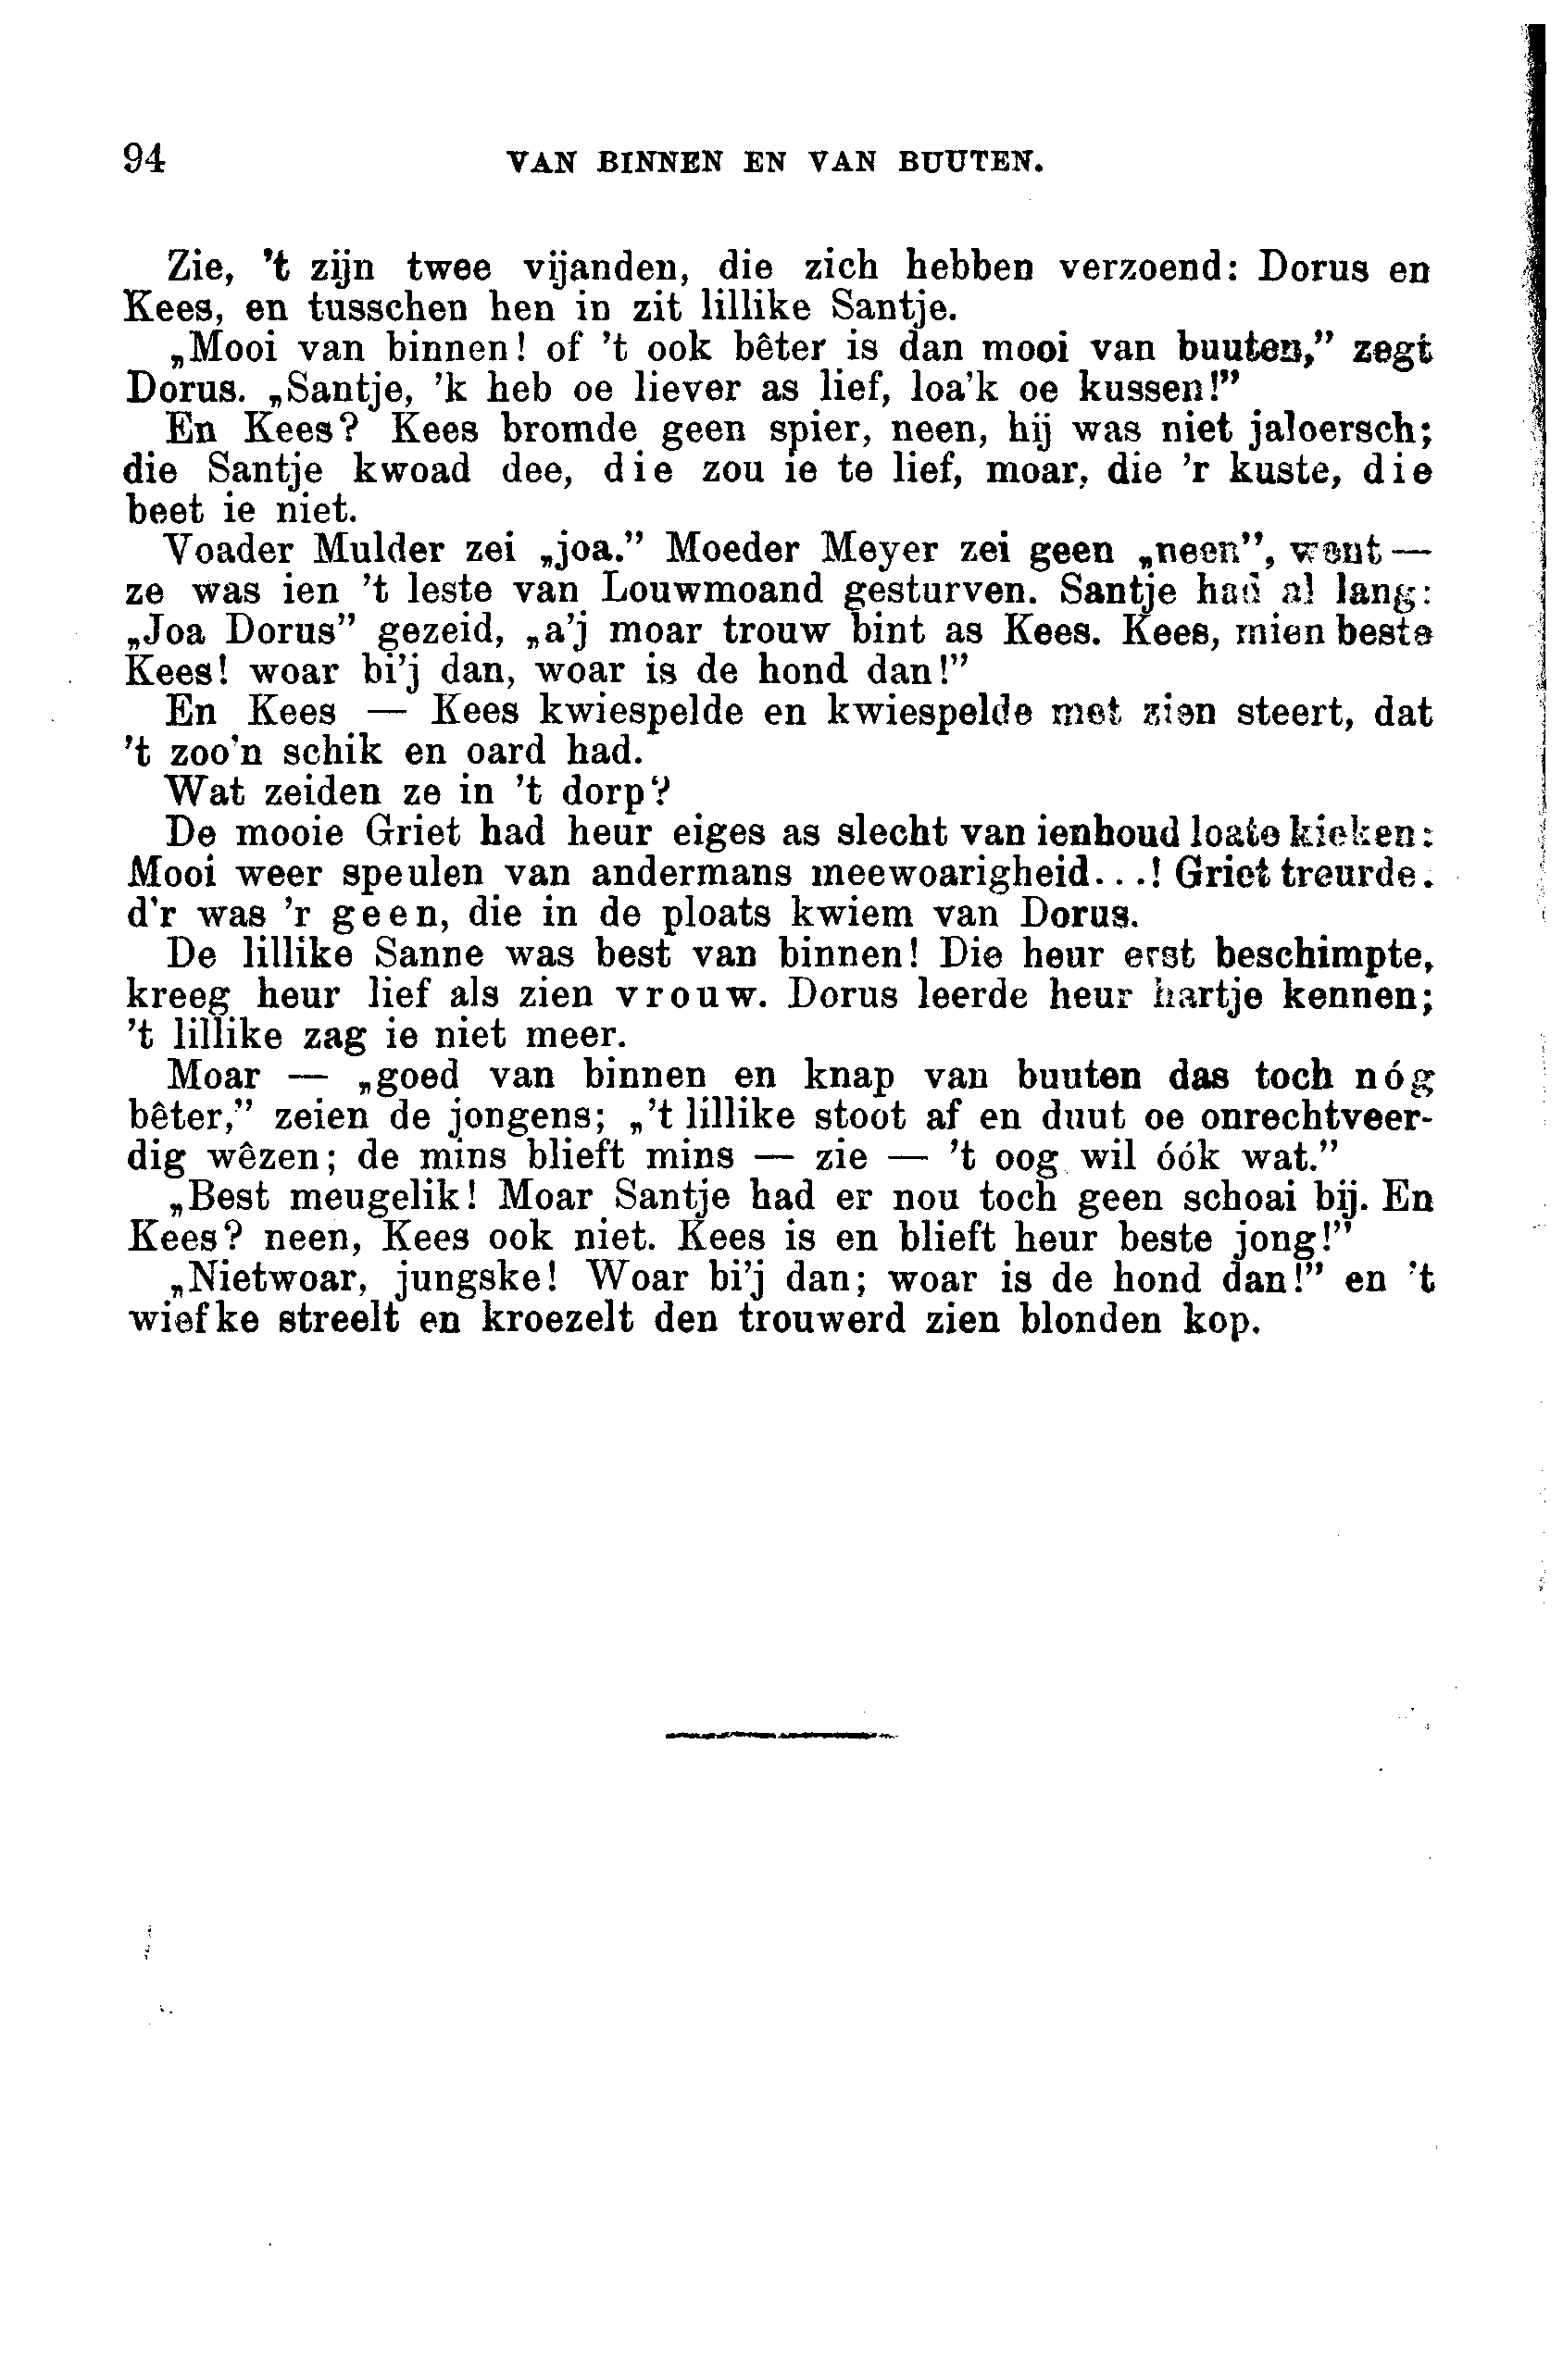 94 VAN BINNEN EN VAN BUUTEN.
Zie, 't zijn twee vijanden, die zich hebben verzoend: Dorus en
Kees, en tusschen hen in zit lillike Santje.
„Mooi van binnen! of 't ook bêter is dan mooi van buuten,” zegt
Dorus. „Santje, 'k heb oe liever as lief, loa'k oe kussen!”
En Kees? Kees bromde geen spier, neen, hij was niet jaloersch;
die Santje kwoad dee, die zou ie te lief, moar, die 'r kuste, die
beet ie niet.
Voader Mulder zei „joa.” Moeder Meyer zei geen „neen”, want —
ze was ien 't leste van Louwmoand gesturven. Santje had al lang:
„Joa Dorus” gezeid, „a'j moar trouw bint as Kees. Kees, mien beste
Kees! woar bi'j dan, woar is de hond dan!”
En Kees — Kees kwiespelde en kwiespelde met zien steert, dat
't zoo'n schik en oard had.
Wat zeiden ze in 't dorp?
De mooie Griet had heur eiges as slecht van ienhoud loate kieken:
Mooi weer speulen van andermans meewoarigheid...! Griet treurde.
d'r was 'r geen, die in de ploats kwiem van Dorus.
De lillike Sanne was best van binnen! Die heur erst beschimpte,
kreeg heur lief als zien vrouw. Dorus leerde heur hartje kennen;
't lillike zag ie niet meer.
Moar — „goed van binnen en knap van buuten das toch nóg
bêter,” zeien de jongens; „'t lillike stoot af en duut oe onrechtveer-
dig wêzen; de mins blieft mins — zie — 't oog wil óók wat.”
„Best meugelik! Moar Santje had er nou toch geen schoai bij. En
Kees? neen, Kees ook niet. Kees is en blieft heur beste jong!”
„Nietwoar, jungske! Woar bi'j dan; woar is de hond dan!” en 't
wiefke streelt en kroezelt den trouwerd zien blonden kop.